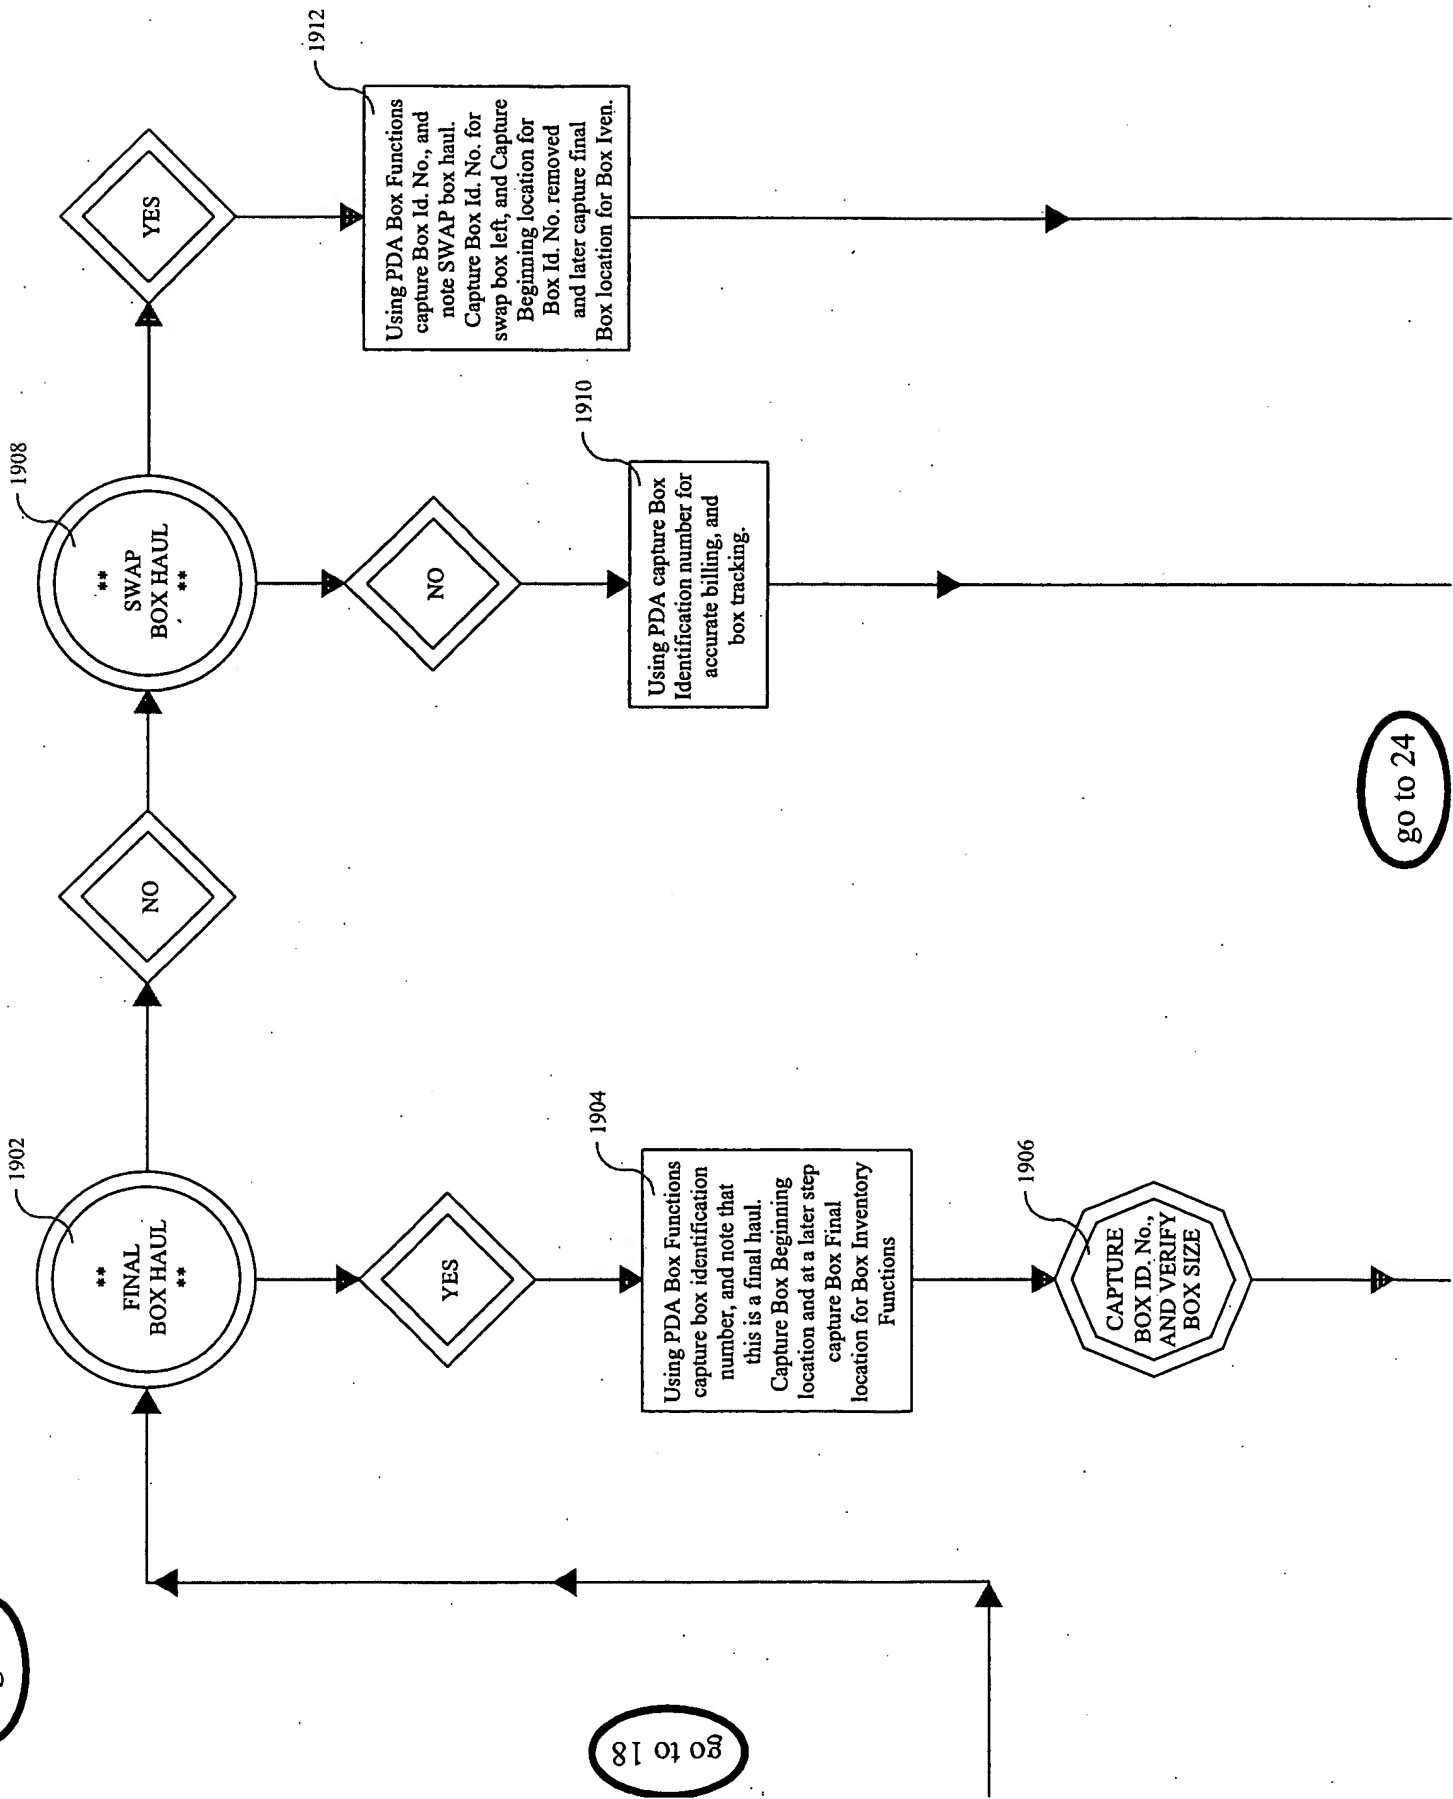 1902
**
FINAL
BOX HAUL
**
NO
1908
**
SWAP
BOX HAUL
**
YES
1912
Using PDA Box Functions
capture Box Id. No., and
note SWAP box haul.
Capture Box Id. No. for
swap box left, and Capture
Beginning location for
Box Id. No. removed
and later capture final
Box location for Box Iven.
NO
1910
Using PDA capture Box
Identification number for
accurate billing, and
box tracking.
YES
1904
Using PDA Box Functions
capture box identification
number, and note that
this is a final haul.
Capture Box Beginning
location and at a later step
capture Box Final
location for Box Inventory
Functions
1906
CAPTURE
BOX ID. No.,
AND VERIFY
BOX SIZE
go to 18
go to 24